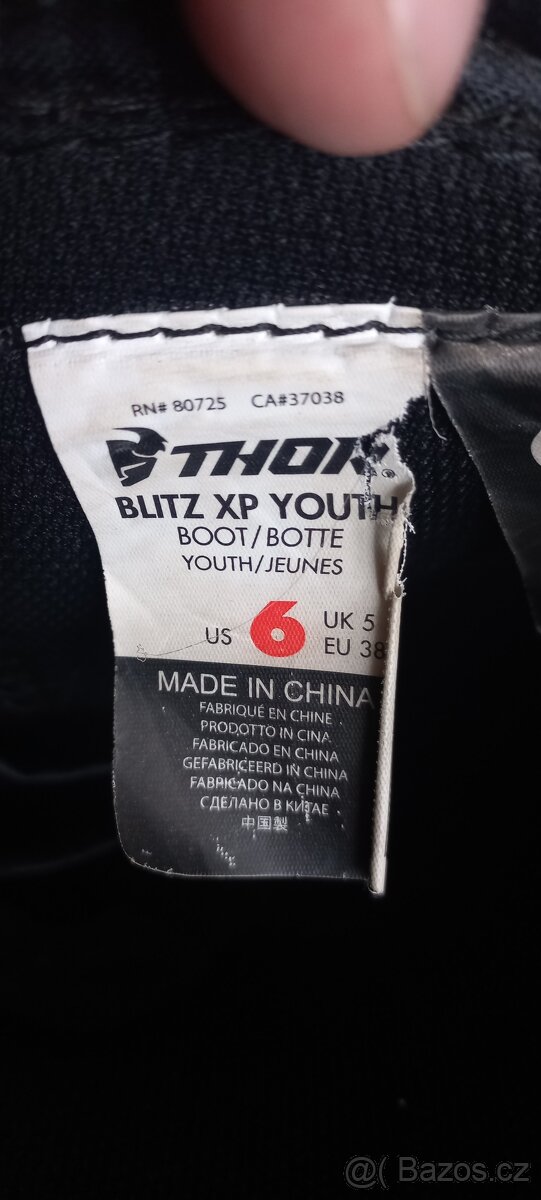 RN# 80725 CA#37038
THOR
BLITZ XP YOUTH
BOOT/BOTTE
YOUTH/JEUNES
US 6 UK 5
EU 38
MADE IN CHINA
FABRIQUÉ EN CHINE
PRODOTTO IN CINA
FABRICADO EN CHINA
GEFABRICEERD IN CHINA
FABRICADO NA CHINA
СДЕЛАНО В КИТАЕ
中国製
@( Bazos.cz